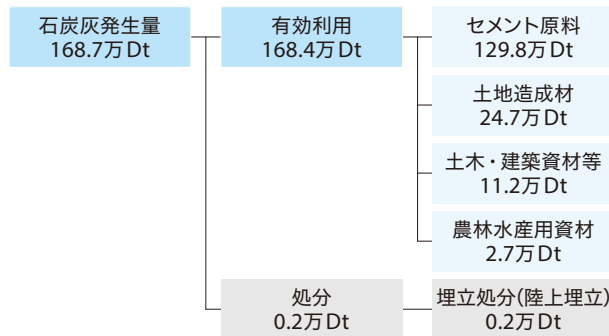 石炭灰発生量
168.7万Dt
有効利用
168.4万Dt
セメント原料
129.8万Dt
土地造成材
24.7万Dt
土木・建築資材等
11.2万Dt
農林水産用資材
2.7万Dt
処分
0.2万Dt
埋立処分(陸上埋立)
0.2万Dt